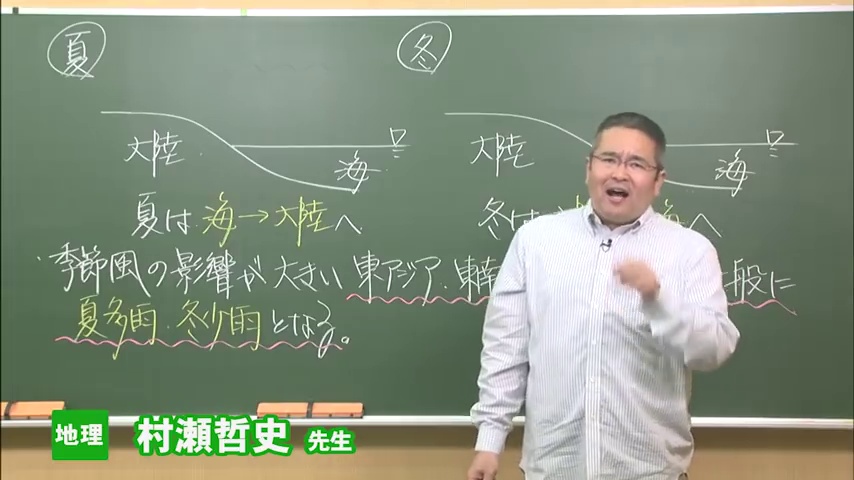 夏
冬
大陸
海
大陸
海
夏は 海→大陸へ
冬は 海へ
季節風の影響が大きい 東アジア・東南 一般に
夏多雨・冬少雨となる。
地理 村瀬哲史 先生